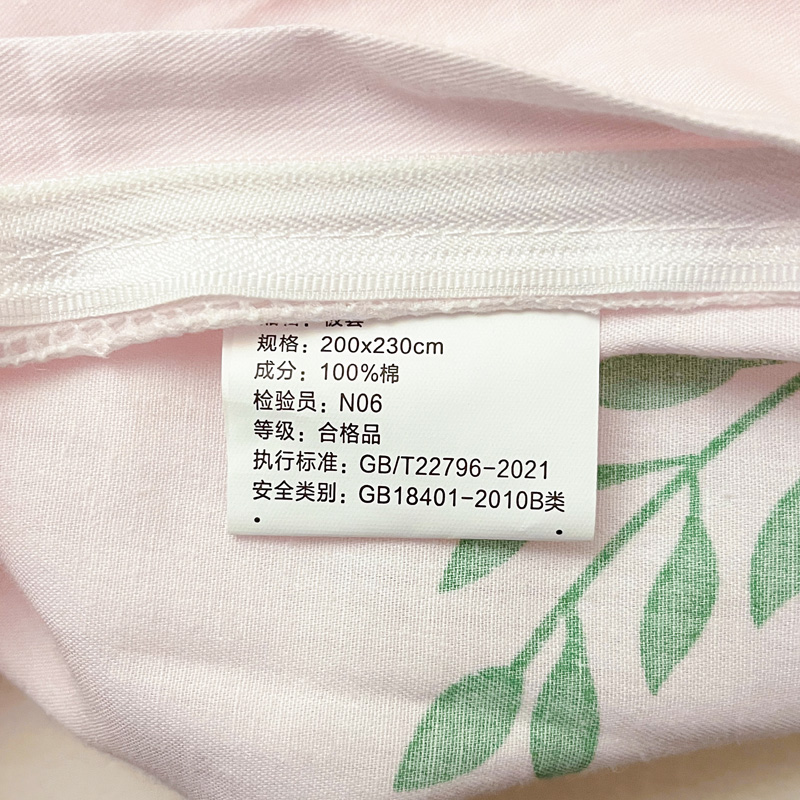 规格：200x230cm
成分：100%棉
检验员：N06
等级：合格品
执行标准：GB/T22796-2021
安全类别：GB18401-2010B类